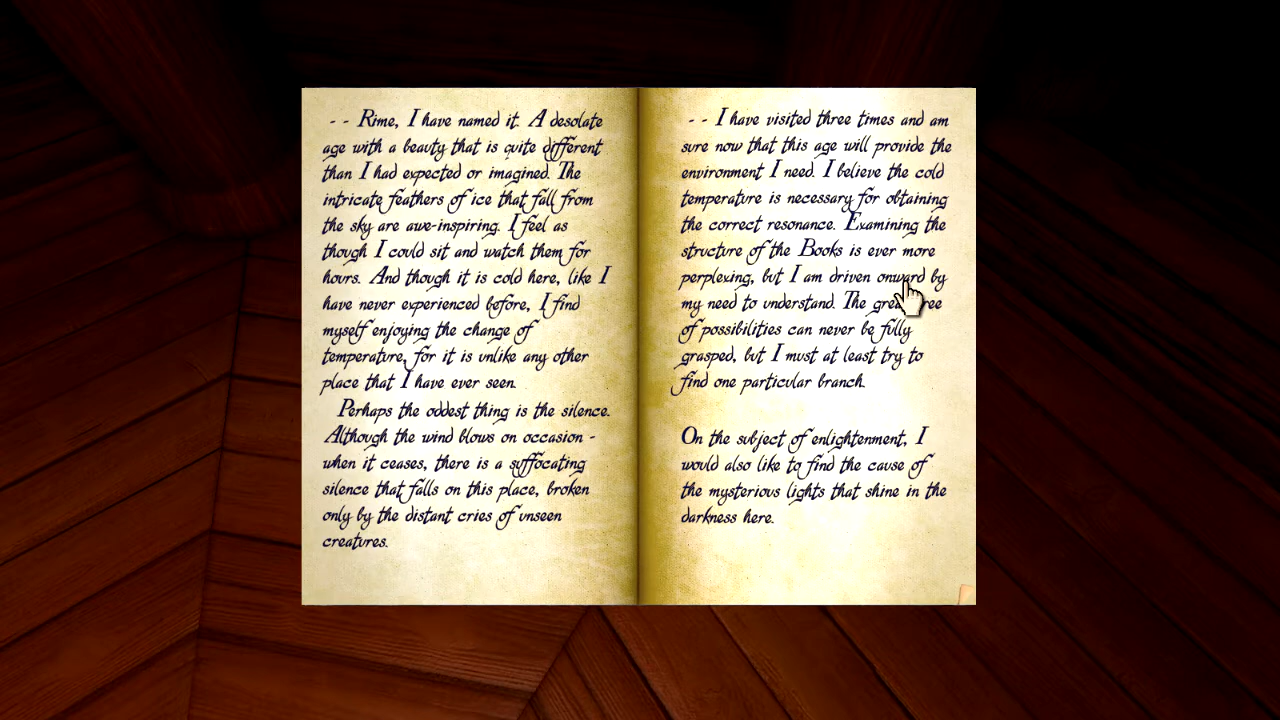 - - Rime, I have named it. A desolate
age with a beauty that is quite different
than I had expected or imagined. The
intricate feathers of ice that fall from
the sky are awe-inspiring. I feel as
though I could sit and watch them for
hours. And though it is cold here, like I
have never experienced before, I find
myself enjoying the change of
temperature, for it is unlike any other
place that I have ever seen.
Perhaps the oddest thing is the silence.
Although the wind blows on occasion -
when it ceases, there is a suffocating
silence that falls on this place, broken
only by the distant cries of unseen
creatures.
- - I have visited three times and am
sure now that this age will provide the
environment I need. I believe the cold
temperature is necessary for obtaining
the correct resonance. Examining the
structure of the Books is ever more
perplexing, but I am driven onward by
my need to understand. The
of possibilities can never be fully
grasped, but I must at least try to
find one particular branch.
On the subject of enlightenment, I
would also like to find the cause of
the mysterious lights that shine in the
darkness here.